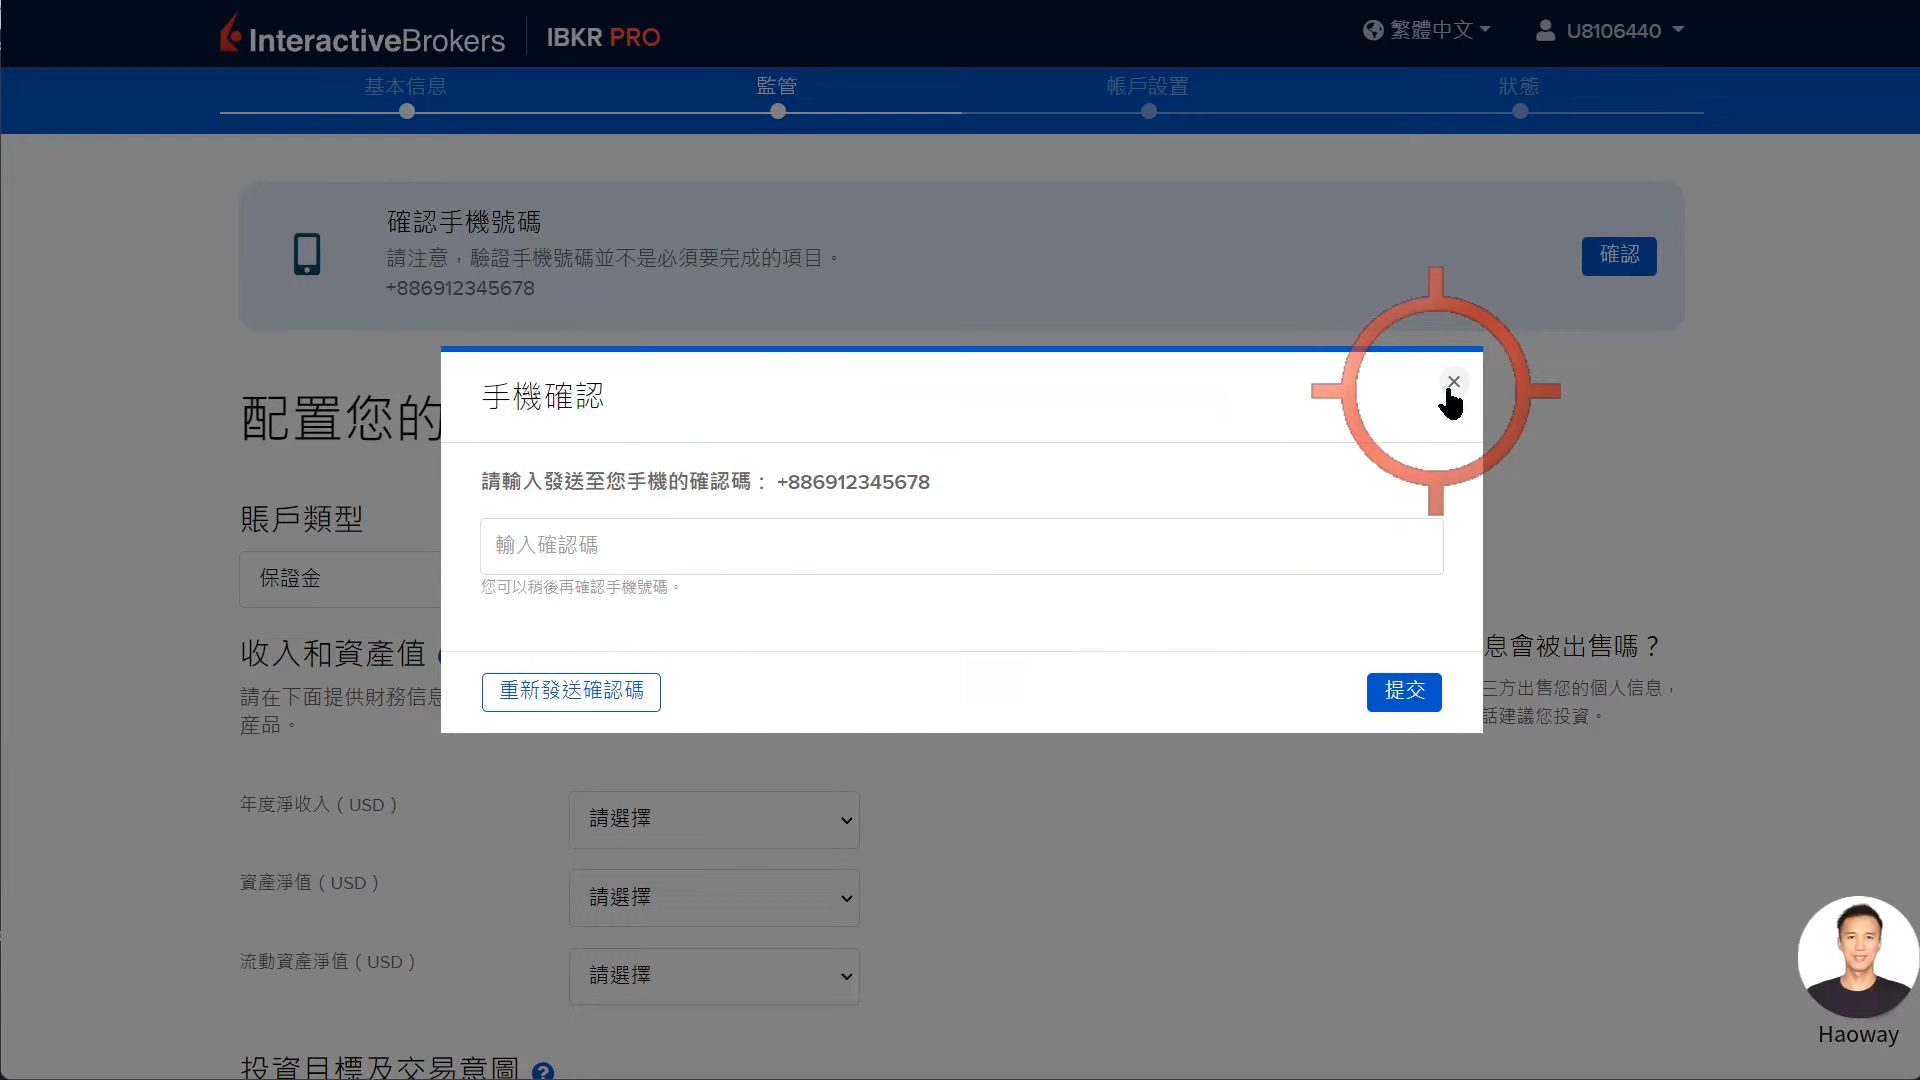 InteractiveBrokers
IBKR PRO
繁體中文
U8106440
基本信息
監管
帳戶設置
狀態
確認手機號碼
請注意，驗證手機號碼並不是必須要完成的項目。
+886912345678
確認
配置您的
手機確認
請輸入發送至您手機的確認碼： +886912345678
輸入確認碼
您可以稍後再確認手機號碼。
重新發送確認碼
提交
賬戶類型
保證金
收入和資產值
請在下面提供財務信息
產品。
息會被出售嗎？
三方出售您的個人信息，
話建議您投資。
年度淨收入（USD）
請選擇
資產淨值（USD）
請選擇
流動資產淨值（USD）
請選擇
投資目標及交易意圖 ?
Haoway